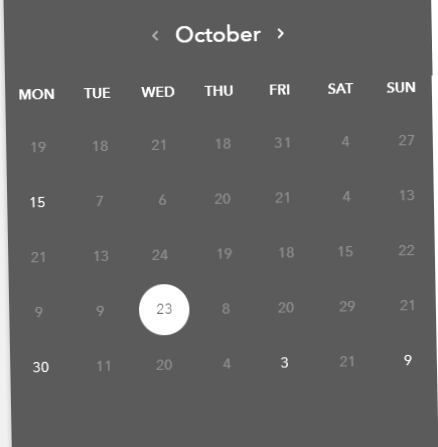 ‹ October ›
MON TUE WED THU FRI SAT SUN
19 18 21 18 31 4 27
15 7 6 20 21 4 13
21 13 24 19 18 15 22
9 9 23 8 20 29 21
30 11 20 4 3 21 9